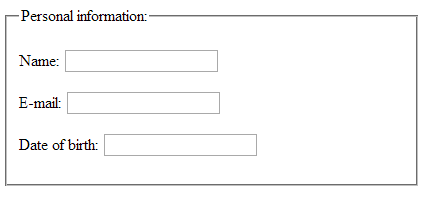 Personal information:
Name:
E-mail:
Date of birth: